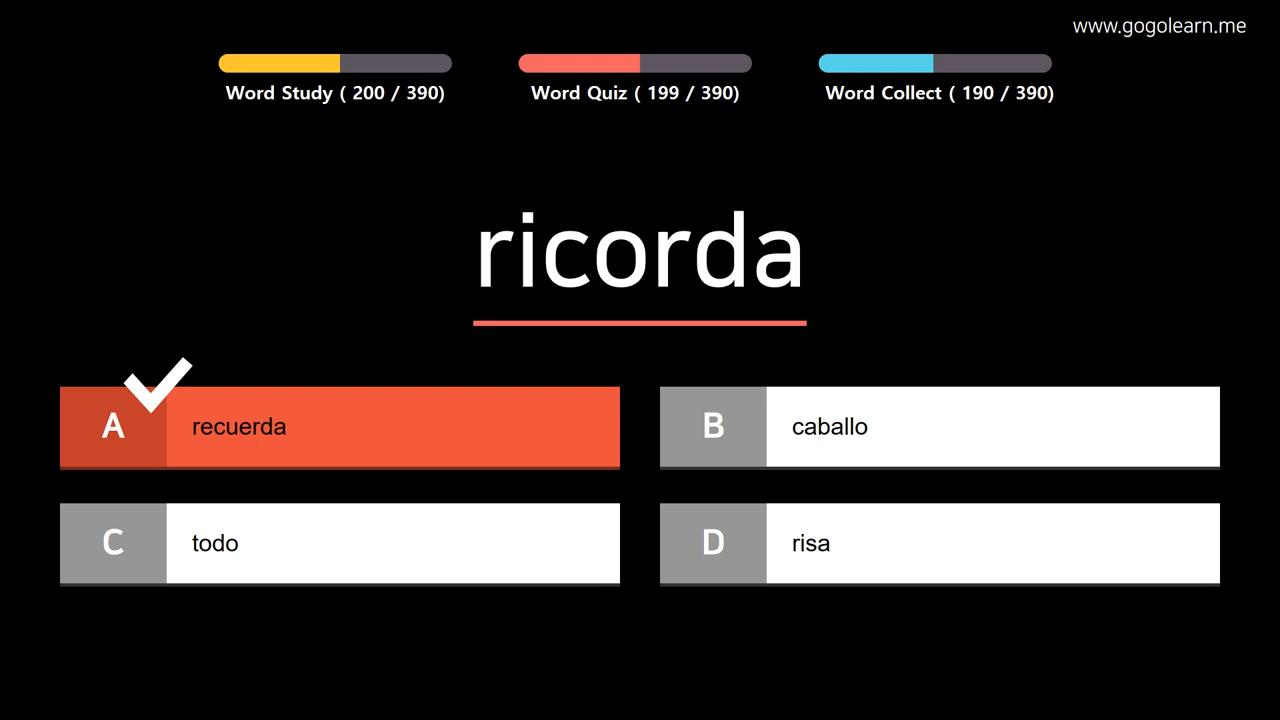 www.gogolearn.me
Word Study ( 200 / 390)
Word Quiz ( 199 / 390)
Word Collect ( 190 / 390)
ricorda
A recuerda
B caballo
C todo
D risa